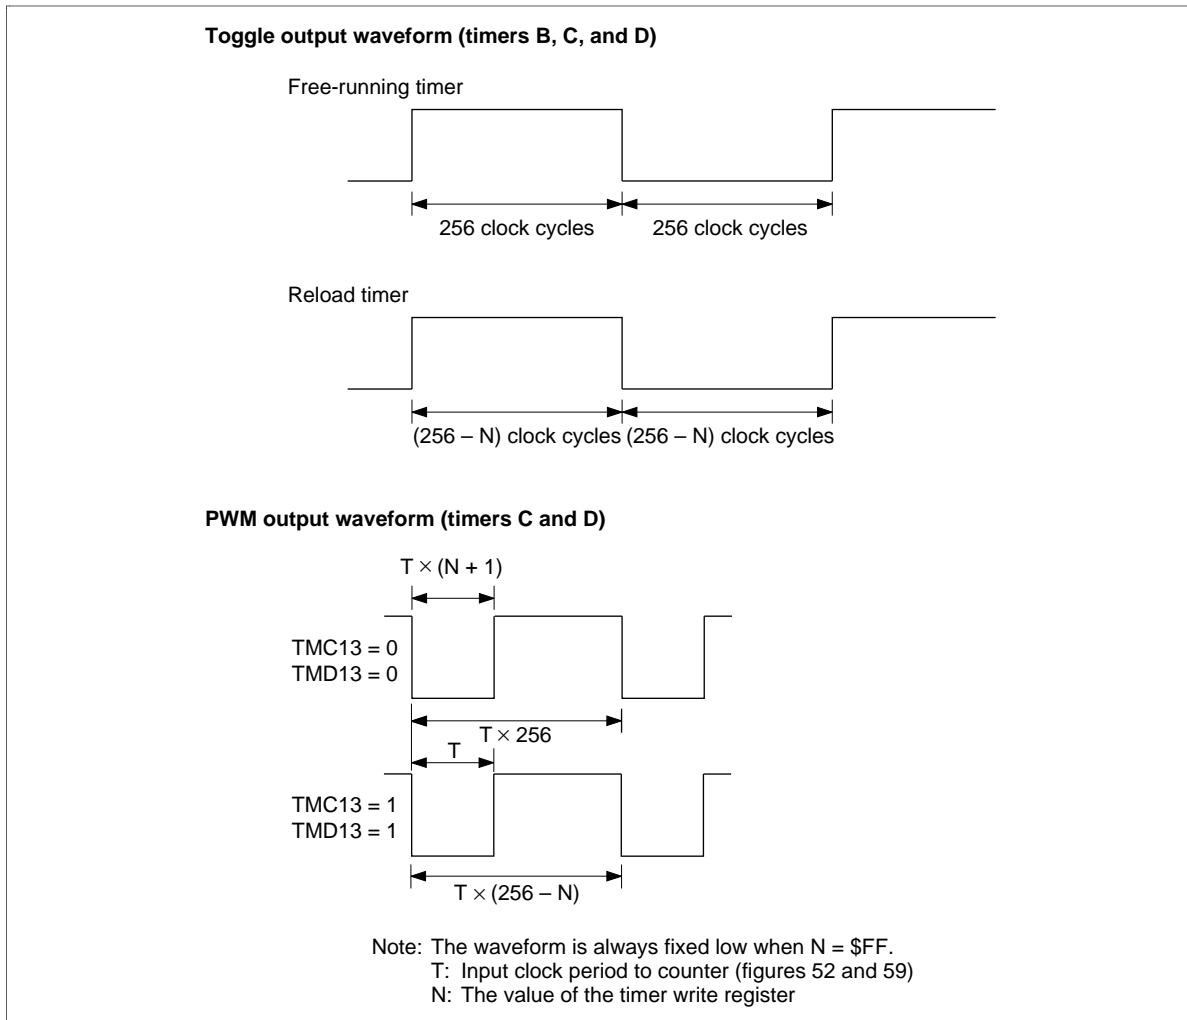 Toggle output waveform (timers B, C, and D)
Free-running timer
256 clock cycles 256 clock cycles
Reload timer
(256 – N) clock cycles (256 – N) clock cycles
PWM output waveform (timers C and D)
T × (N + 1)
TMC13 = 0
TMD13 = 0
T × 256
T
TMC13 = 1
TMD13 = 1
T × (256 – N)
Note: The waveform is always fixed low when N = $FF.
T: Input clock period to counter (figures 52 and 59)
N: The value of the timer write register